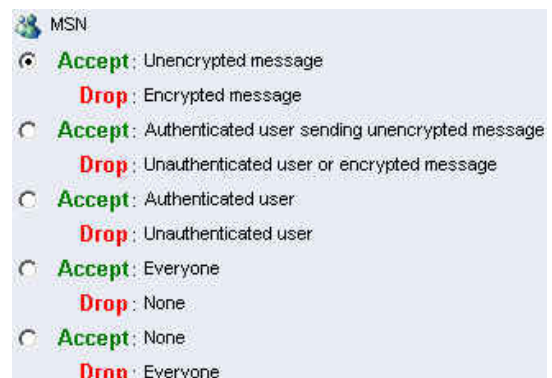 MSN
Accept : Unencrypted message
Drop : Encrypted message
Accept : Authenticated user sending unencrypted message
Drop : Unauthenticated user or encrypted message
Accept : Authenticated user
Drop : Unauthenticated user
Accept : Everyone
Drop : None
Accept : None
Drop : Everyone